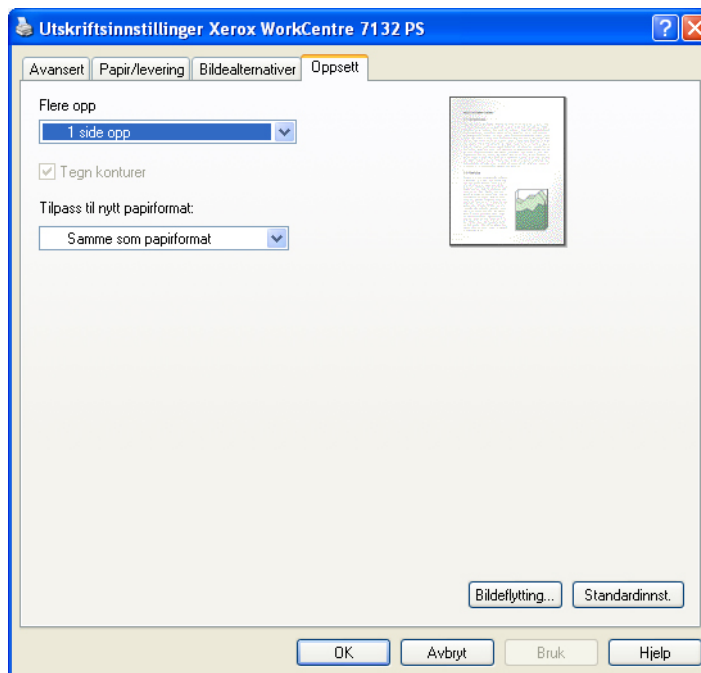 Utskriftsinnstillinger Xerox WorkCentre 7132 PS
Avansert Papir/levering Bildealternativer Oppsett
Flere opp
1 side opp
Tegn konturer
Tilpass til nytt papirformat:
Samme som papirformat
Bildeflytting... Standardinnst.
OK Avbryt Bruk Hjelp